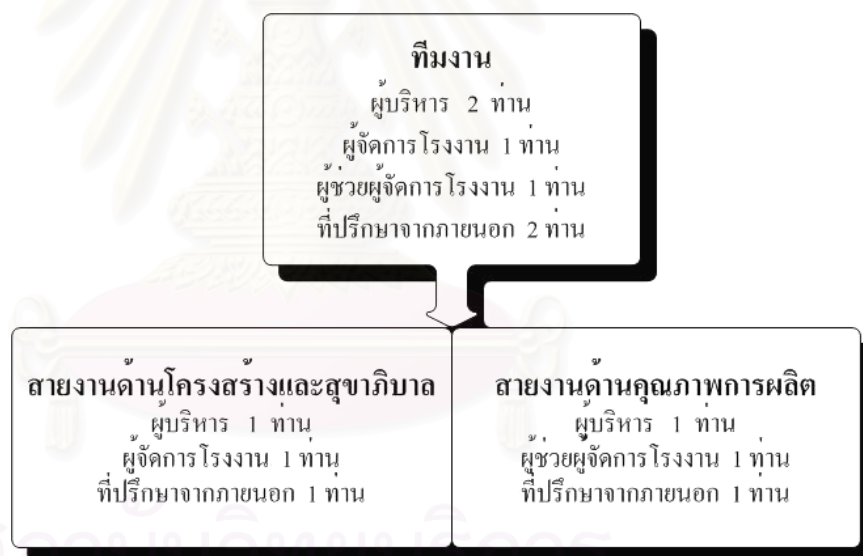 ทีมงาน
ผู้บริหาร 2 ท่าน
ผู้จัดการโรงงาน 1 ท่าน
ผู้ช่วยผู้จัดการโรงงาน 1 ท่าน
ที่ปรึกษาจากภายนอก 2 ท่าน
สายงานด้านโครงสร้างและสุขาภิบาล
ผู้บริหาร 1 ท่าน
ผู้จัดการโรงงาน 1 ท่าน
ที่ปรึกษาจากภายนอก 1 ท่าน
สายงานด้านคุณภาพการผลิต
ผู้บริหาร 1 ท่าน
ผู้ช่วยผู้จัดการโรงงาน 1 ท่าน
ที่ปรึกษาจากภายนอก 1 ท่าน